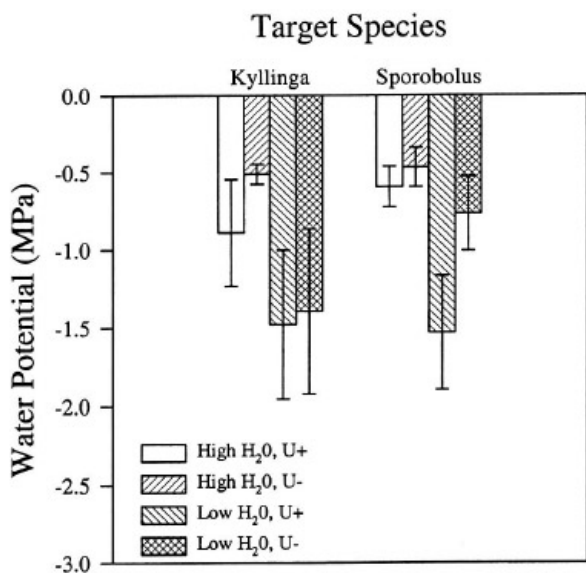 Target Species
Kyllinga Sporobolus
0.0
-0.5
-1.0
-1.5
-2.0
-2.5
-3.0
Water Potential (MPa)
High H₂0, U+
High H₂0, U-
Low H₂0, U+
Low H₂0, U-